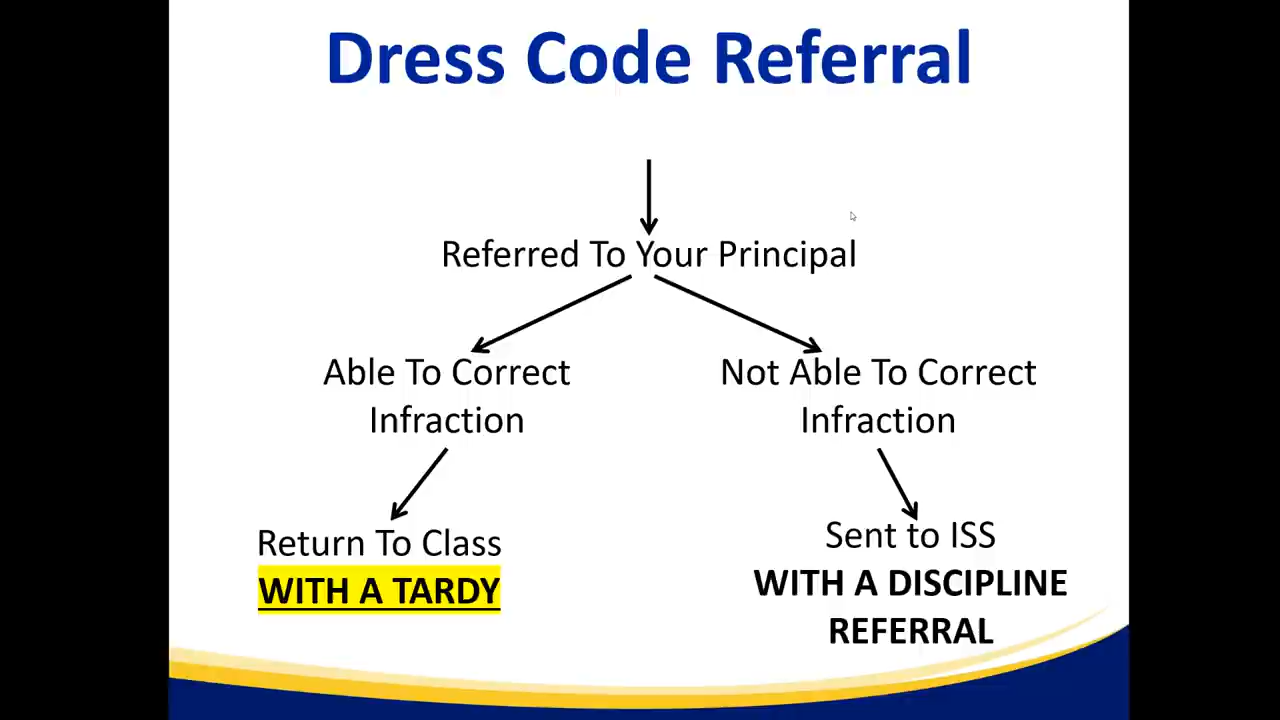 Dress Code Referral
Referred To Your Principal
Able To Correct
Infraction
Not Able To Correct
Infraction
Return To Class
WITH A TARDY
Sent to ISS
WITH A DISCIPLINE
REFERRAL